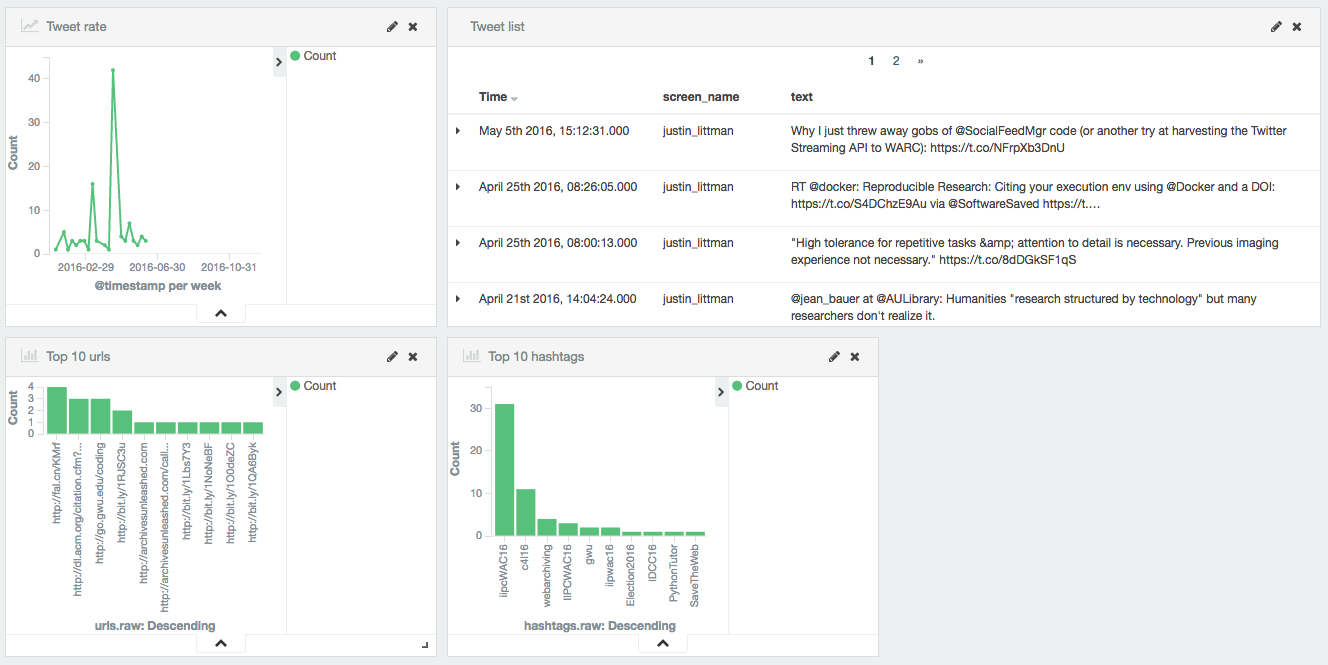 Tweet rate
Count
40
30
20
10
0
Count
2016-02-29 2016-06-30 2016-10-31
@timestamp per week
Tweet list
1 2 »
Time screen_name text
May 5th 2016, 15:12:31.000 justin_littman Why I just threw away gobs of @SocialFeedMgr code (or another try at harvesting the Twitter
Streaming API to WARC): https://t.co/NFrpXb3DnU
April 25th 2016, 08:26:05.000 justin_littman RT @docker: Reproducible Research: Citing your execution env using @Docker and a DOI:
https://t.co/S4DChzE9Au via @SoftwareSaved https://t.…
April 25th 2016, 08:00:13.000 justin_littman "High tolerance for repetitive tasks &amp; attention to detail is necessary. Previous imaging
experience not necessary." https://t.co/8dDGkSF1qS
April 21st 2016, 14:04:24.000 justin_littman @jean_bauer at @AULibrary: Humanities "research structured by technology" but many
researchers don't realize it.
Top 10 urls
Count
4
3
2
1
0
Count
http://fal.cn/KMrf
http://dl.acm.org/citation.cfm?...
http://go.gwu.edu/coding
http://bit.ly/1RJSC3u
http://archivesunleashed.com
http://archivesunleashed.com/call...
http://bit.ly/1Lbs7Y3
http://bit.ly/1NoNeBF
http://bit.ly/1O0deZC
http://bit.ly/1QA6Byk
urls.raw: Descending
Top 10 hashtags
Count
30
20
10
0
Count
iipcWAC16
c4l16
webarchiving
IIPCWAC16
gwu
iipwac16
Election2016
IDCC16
PythonTutor
SaveTheWeb
hashtags.raw: Descending